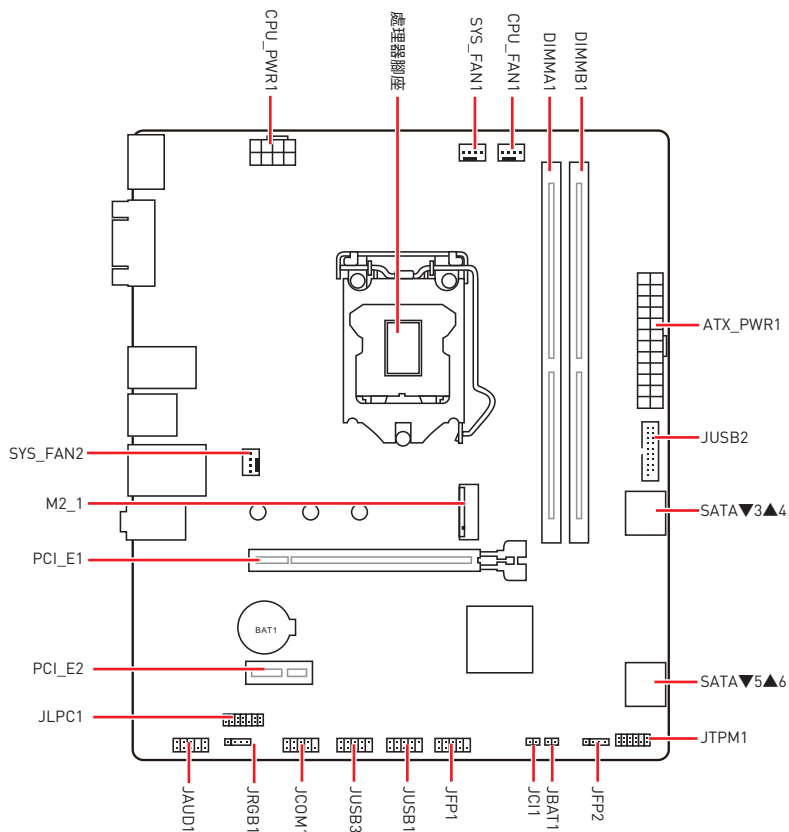 CPU_PWR1
處理器腳座
SYS_FAN1
CPU_FAN1
DIMMA1
DIMMB1
ATX_PWR1
JUSB2
SYS_FAN2
M2_1
SATA▼3▲4
PCI_E1
BAT1
PCI_E2
SATA▼5▲6
JLPC1
JTPM1
JAUD1
JRGB1
JCOM1
JUSB3
JUSB1
JFP1
JCI1
JBAT1
JFP2